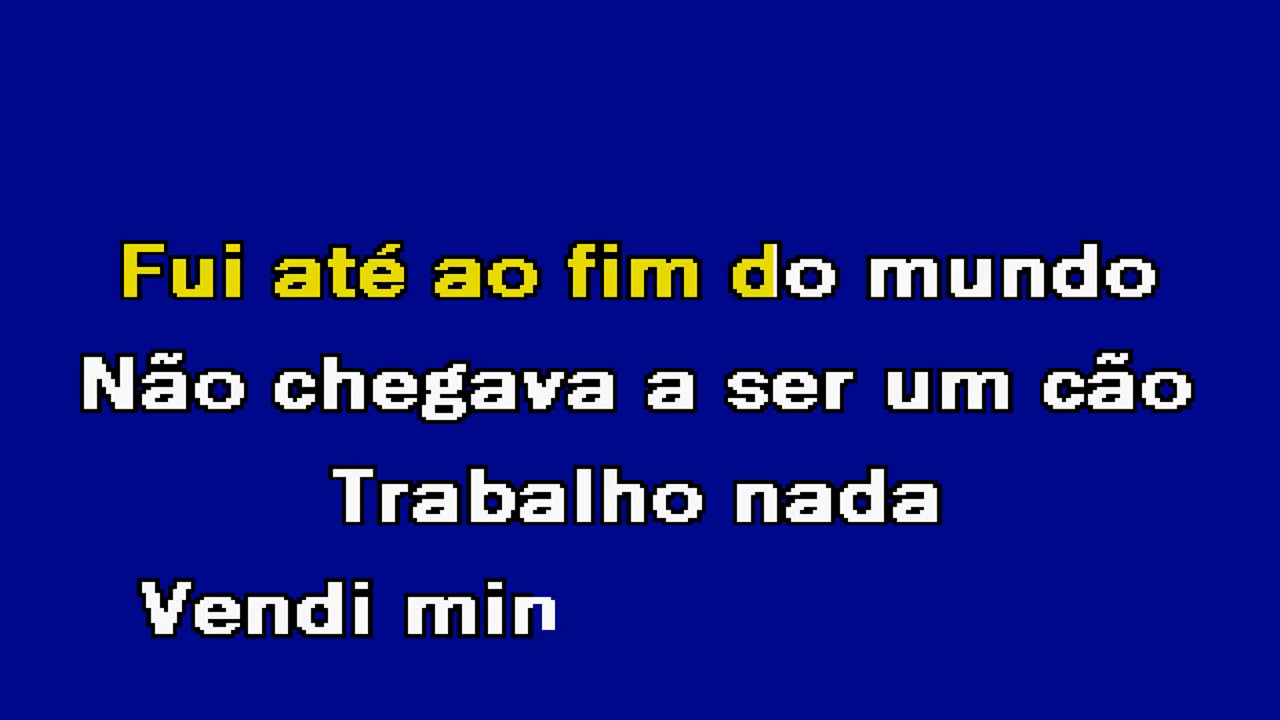 Fui até ao fim do mundo
Não chegava a ser um cão
Trabalho nada
Vendi min